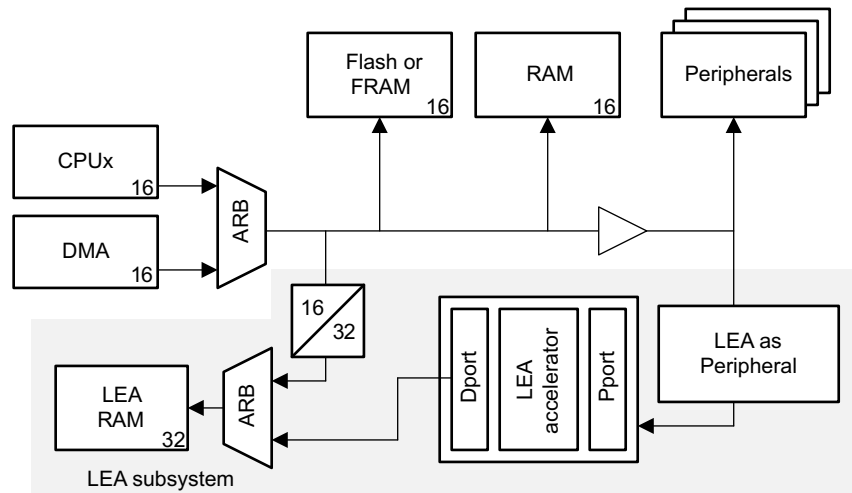 Flash or
FRAM
16
RAM
16
Peripherals
CPUx
16
ARB
DMA
16
16
32
Dport
LEA
accelerator
Pport
LEA as
Peripheral
LEA
RAM
32
ARB
LEA subsystem